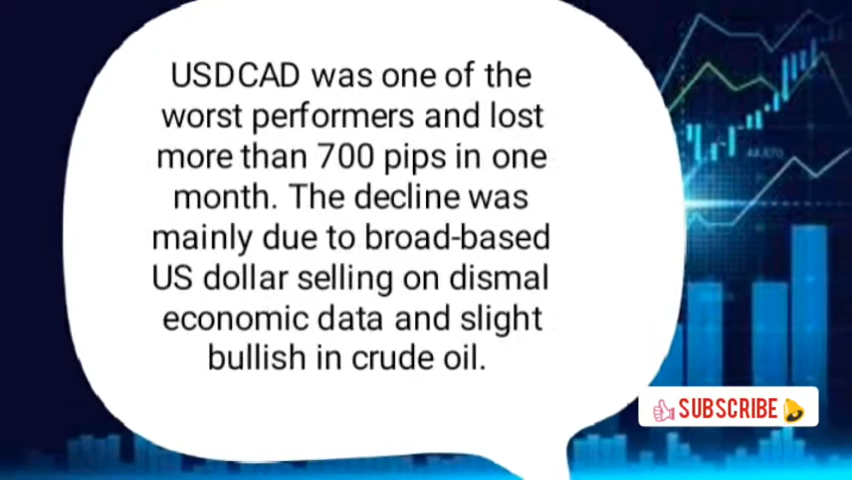 USDCAD was one of the
worst performers and lost
more than 700 pips in one
month. The decline was
mainly due to broad-based
US dollar selling on dismal
economic data and slight
bullish in crude oil.
SUBSCRIBE